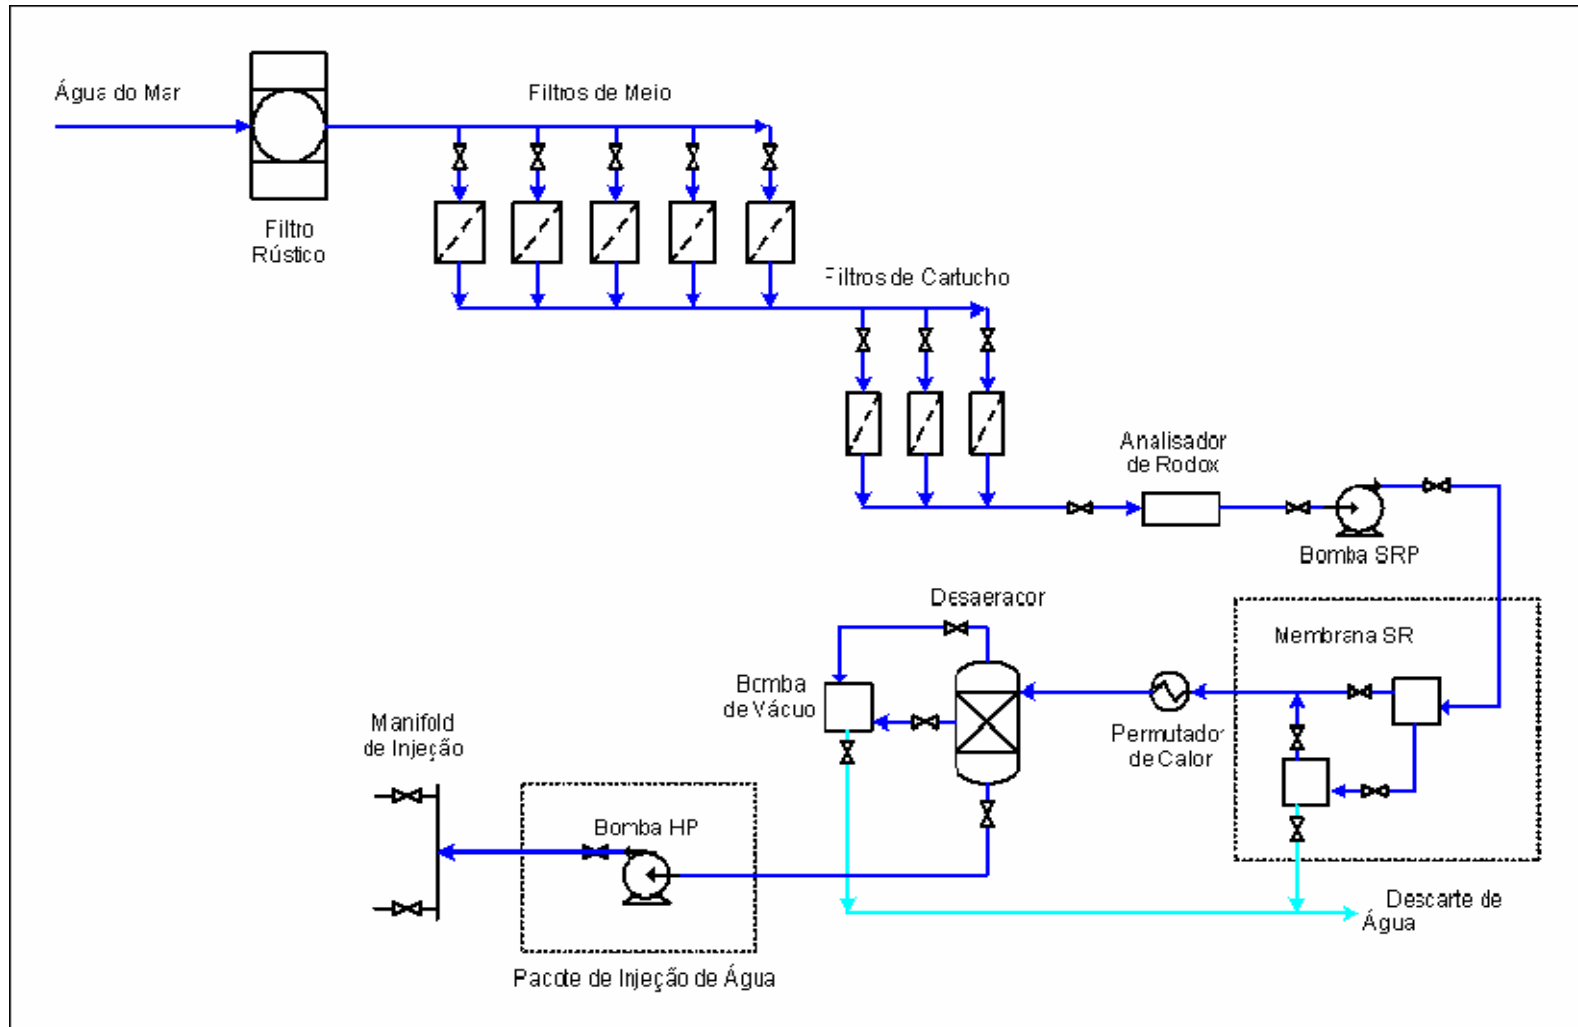 Água do Mar
Filtros de Meio
Filtro
Rústico
Filtros de Cartucho
Analisador
de Rodox
Bomba SRP
Desaeracor
Membrana SR
Bomba
de Vácuo
Permutador
de Calor
Manifold
de Injeção
Bomba HP
Descarte de
Água
Pacote de Injeção de Água